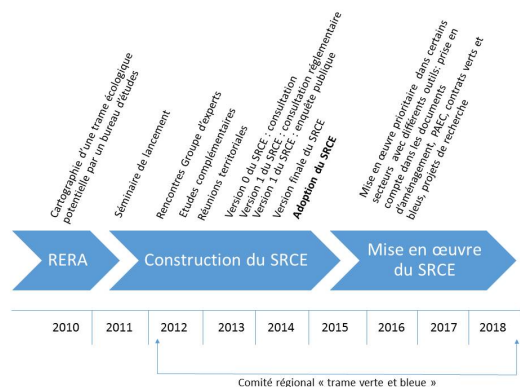 Cartographie d'une trame écologique
potentielle par un bureau d'études
Séminaire de lancement
Rencontres Groupe d'experts
Etudes complémentaires
Réunions territoriales
Version 0 du SRCE : consultation
Version 1 du SRCE : consultation réglementaire
Version 1 du SRCE : enquête publique
Version finale du SRCE
Adoption du SRCE
Mise en œuvre prioritaire dans certains
secteurs avec différents outils: prise en
compte dans les documents
d'aménagement, PAEC, contrats verts et
bleus, projets de recherche
RERA
Construction du SRCE
Mise en œuvre
du SRCE
2010 2011 2012 2013 2014 2015 2016 2017 2018
Comité régional « trame verte et bleue »